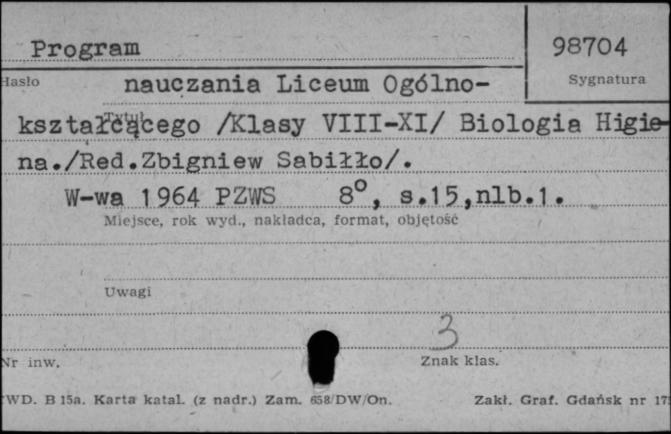 Program 98704
Hasło nauczania Liceum Ogólno- Sygnatura
Tytuł
kształcącego /Klasy VIII-XI/ Biologia Higie-
na./Red.Zbigniew Sabiłło/.
W-wa 1964 PZWS 8°, s.15,nlb.1.
Miejsce, rok wyd., nakładca, format, objętość
Uwagi
3
Nr inw. Znak klas.
WD. B 15a. Karta katal. (z nadr.) Zam. 658/DW/On. Zakł. Graf. Gdańsk nr 17